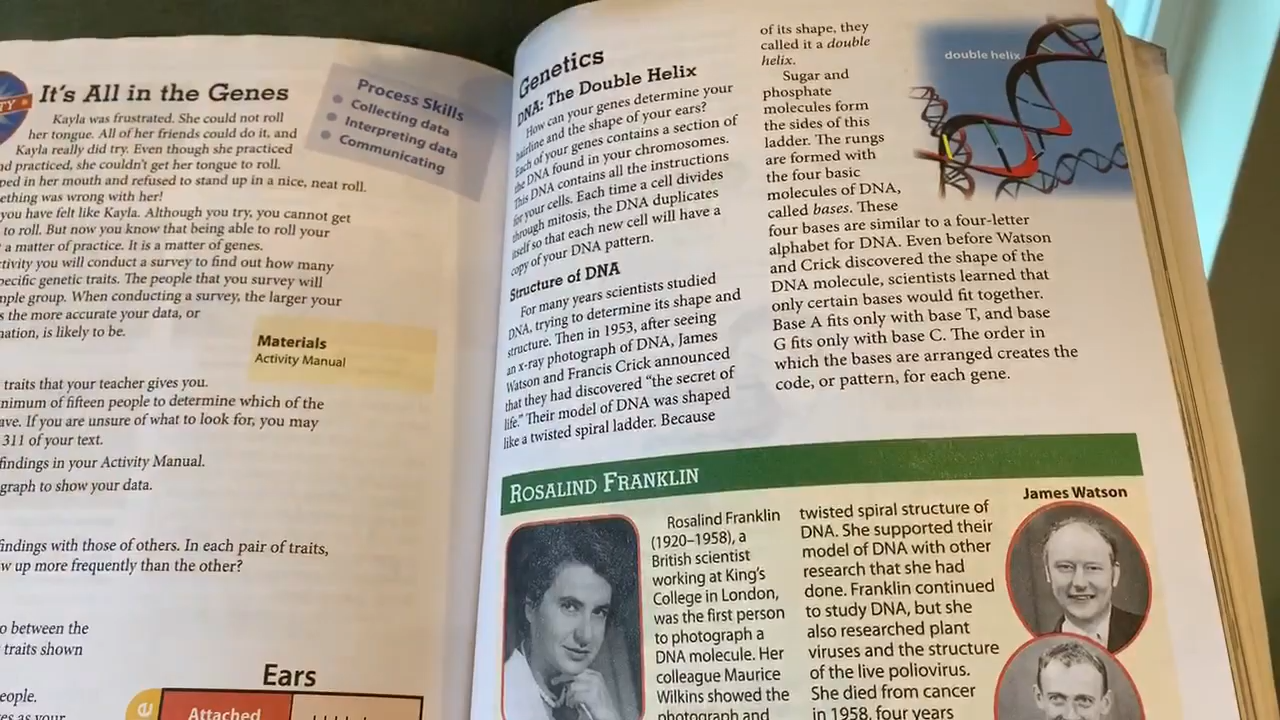 TY
It's All in the Genes
Kayla was frustrated. She could not roll
her tongue. All of her friends could do it, and
Kayla really did try. Even though she practiced
practiced, she couldn't get her tongue to roll.
in her mouth and refused to stand up in a nice, neat roll.
was wrong with her!
you have felt like Kayla. Although you try, you cannot get
to roll. But now you know that being able to roll your
a matter of practice. It is a matter of genes.
you will conduct a survey to find out how many
genetic traits. The people that you survey will
group. When conducting a survey, the larger your
the more accurate your data, or
is likely to be.
Process Skills
Collecting data
Interpreting data
Communicating
Materials
Activity Manual
traits that your teacher gives you.
of fifteen people to determine which of the
If you are unsure of what to look for, you may
311 of your text.
findings in your Activity Manual.
graph to show your data.
findings with those of others. In each pair of traits,
up more frequently than the other?
between the
traits shown
as your
Ears
Attached
Genetics
DNA: The Double Helix
How can your genes determine your
hairline and the shape of your ears?
Each of your genes contains a section of
the DNA found in your chromosomes.
This DNA contains all the instructions
for your cells. Each time a cell divides
through mitosis, the DNA duplicates
itself so that each new cell will have a
copy of your DNA pattern.
Structure of DNA
For many years scientists studied
DNA, trying to determine its shape and
structure. Then in 1953, after seeing
an x-ray photograph of DNA, James
Watson and Francis Crick announced
that they had discovered "the secret of
life." Their model of DNA was shaped
like a twisted spiral ladder. Because
of its shape, they
called it a double
helix.
Sugar and
phosphate
molecules form
the sides of this
ladder. The rungs
are formed with
the four basic
molecules of DNA,
called bases. These
four bases are similar to a four-letter
alphabet for DNA. Even before Watson
and Crick discovered the shape of the
DNA molecule, scientists learned that
only certain bases would fit together.
Base A fits only with base T, and base
G fits only with base C. The order in
which the bases are arranged creates the
code, or pattern, for each gene.
double helix
ROSALIND FRANKLIN
Rosalind Franklin
(1920–1958), a
British scientist
working at King's
College in London,
was the first person
to photograph a
DNA molecule. Her
colleague Maurice
Wilkins showed the
photograph and
twisted spiral structure of
DNA. She supported their
model of DNA with other
research that she had
done. Franklin continued
to study DNA, but she
also researched plant
viruses and the structure
of the live poliovirus.
She died from cancer
in 1958, four years
James Watson